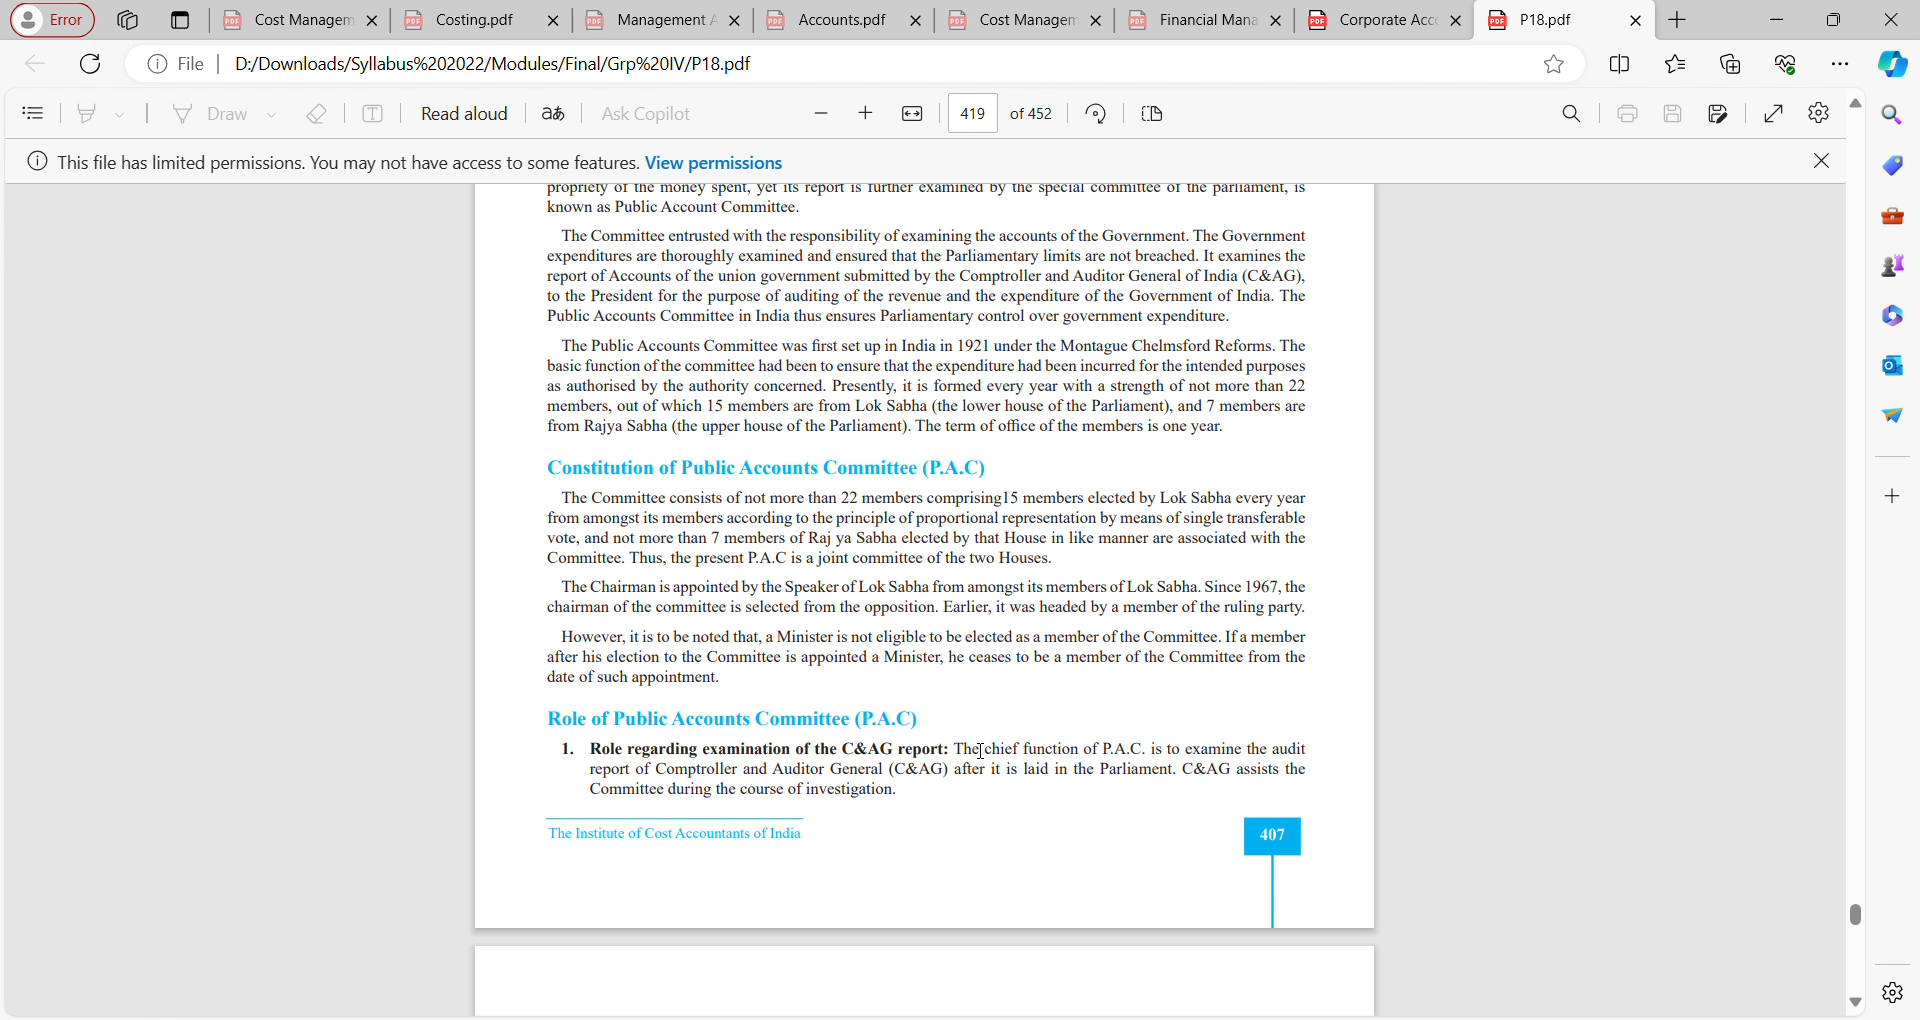 Error
Cost Managem
Costing.pdf
Management A
Accounts.pdf
Cost Managem
Financial Mana
Corporate Acc
P18.pdf
File
D:/Downloads/Syllabus%202022/Modules/Final/Grp%20IV/P18.pdf
Draw
Read aloud
aあ
Ask Copilot
419 of 452
This file has limited permissions. You may not have access to some features. View permissions
propriety of the money spent, yet its report is further examined by the special committee of the parliament, is
known as Public Account Committee.
The Committee entrusted with the responsibility of examining the accounts of the Government. The Government
expenditures are thoroughly examined and ensured that the Parliamentary limits are not breached. It examines the
report of Accounts of the union government submitted by the Comptroller and Auditor General of India (C&AG),
to the President for the purpose of auditing of the revenue and the expenditure of the Government of India. The
Public Accounts Committee in India thus ensures Parliamentary control over government expenditure.
The Public Accounts Committee was first set up in India in 1921 under the Montague Chelmsford Reforms. The
basic function of the committee had been to ensure that the expenditure had been incurred for the intended purposes
as authorised by the authority concerned. Presently, it is formed every year with a strength of not more than 22
members, out of which 15 members are from Lok Sabha (the lower house of the Parliament), and 7 members are
from Rajya Sabha (the upper house of the Parliament). The term of office of the members is one year.
Constitution of Public Accounts Committee (P.A.C)
The Committee consists of not more than 22 members comprising15 members elected by Lok Sabha every year
from amongst its members according to the principle of proportional representation by means of single transferable
vote, and not more than 7 members of Raj ya Sabha elected by that House in like manner are associated with the
Committee. Thus, the present P.A.C is a joint committee of the two Houses.
The Chairman is appointed by the Speaker of Lok Sabha from amongst its members of Lok Sabha. Since 1967, the
chairman of the committee is selected from the opposition. Earlier, it was headed by a member of the ruling party.
However, it is to be noted that, a Minister is not eligible to be elected as a member of the Committee. If a member
after his election to the Committee is appointed a Minister, he ceases to be a member of the Committee from the
date of such appointment.
Role of Public Accounts Committee (P.A.C)
1. Role regarding examination of the C&AG report: The chief function of P.A.C. is to examine the audit
report of Comptroller and Auditor General (C&AG) after it is laid in the Parliament. C&AG assists the
Committee during the course of investigation.
The Institute of Cost Accountants of India
407